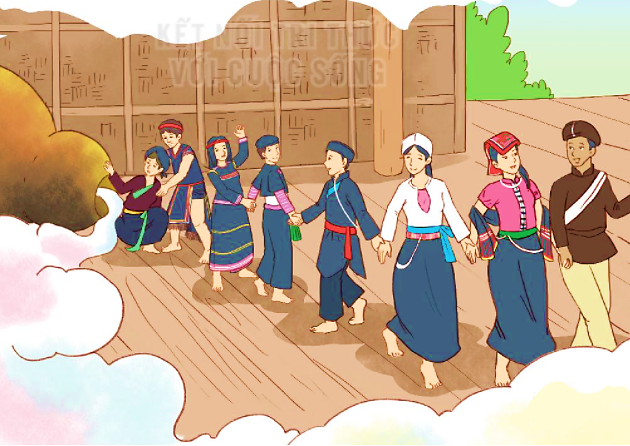 KẾT NỐI TRI THỨC
VỚI CUỘC SỐNG